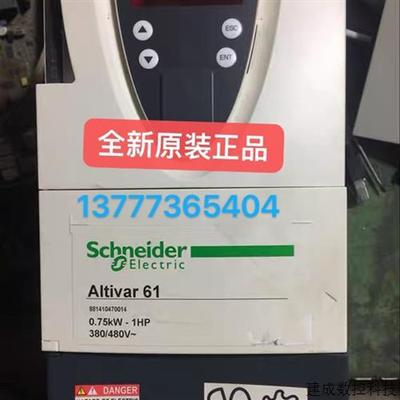 ESC
ENT
全新原装正品
13777365404
Schneider
Electric
Altivar 61
881410470014
0.75kW - 1HP
380/480V~
DANGER
建成数控科技